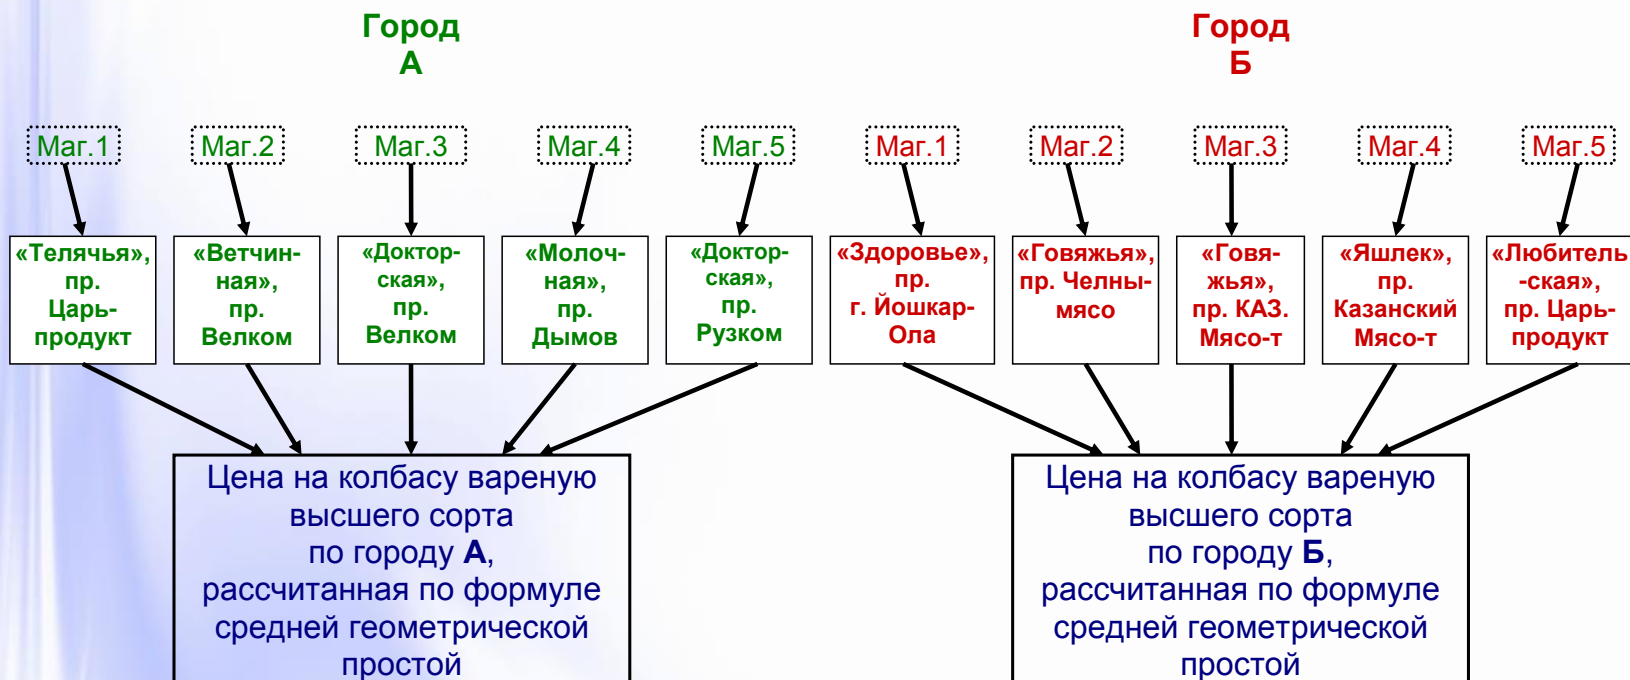 Город
А
Город
Б
Маг.1
Маг.2
Маг.3
Маг.4
Маг.5
Маг.1
Маг.2
Маг.3
Маг.4
Маг.5
«Телячья»,
пр.
Царь-
продукт
«Ветчин-
ная»,
пр.
Велком
«Доктор-
ская»,
пр.
Велком
«Молоч-
ная»,
пр.
Дымов
«Доктор-
ская»,
пр.
Рузком
«Здоровье»,
пр.
г. Йошкар-
Ола
«Говяжья»,
пр. Челны-
мясо
«Говя-
жья»,
пр. КАЗ.
Мясо-т
«Яшлек»,
пр.
Казанский
Мясо-т
«Любитель
-ская»,
пр. Царь-
продукт
Цена на колбасу вареную
высшего сорта
по городу А,
рассчитанная по формуле
средней геометрической
простой
Цена на колбасу вареную
высшего сорта
по городу Б,
рассчитанная по формуле
средней геометрической
простой